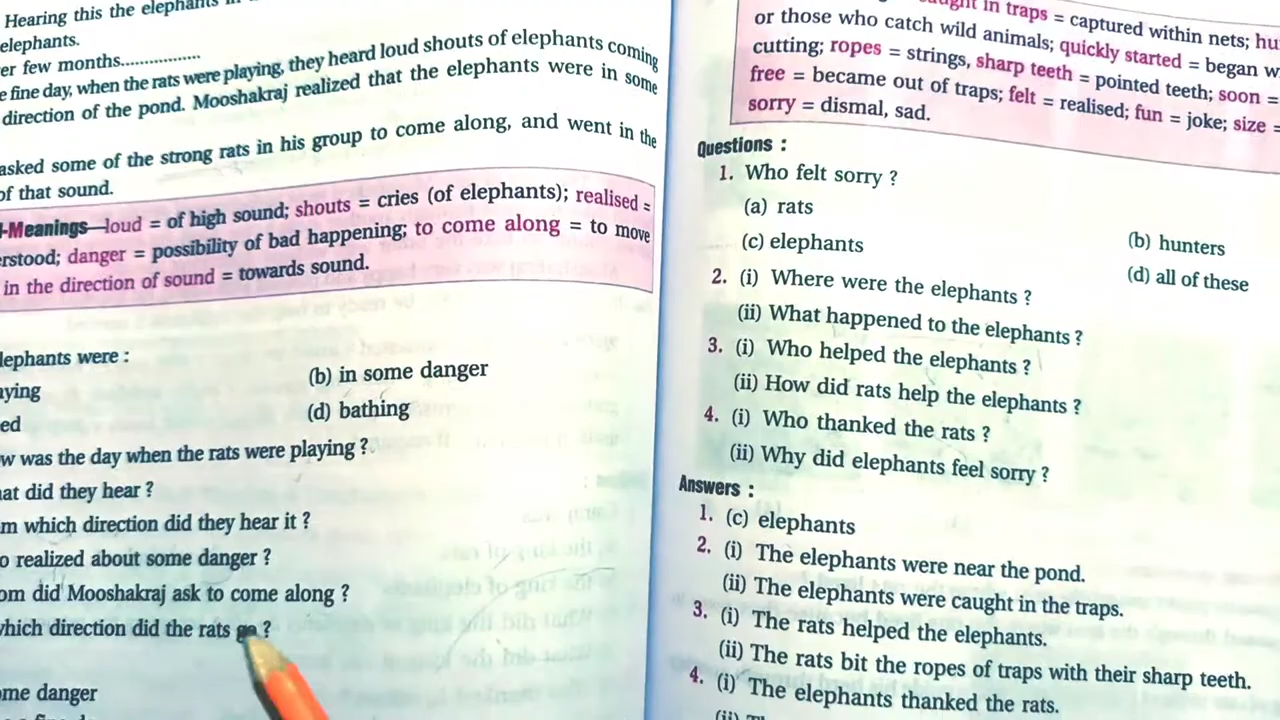 Hearing this the elephants in
elephants.
er few months................
e fine day, when the rats were playing, they heard loud shouts of elephants coming
direction of the pond. Mooshakraj realized that the elephants were in some
asked some of the strong rats in his group to come along, and went in the
of that sound.
-Meanings—loud = of high sound; shouts = cries (of elephants); realised =
rstood; danger = possibility of bad happening; to come along = to move
in the direction of sound = towards sound.
lephants were :
aying
(b) in some danger
ed
(d) bathing
w was the day when the rats were playing ?
hat did they hear ?
m which direction did they hear it ?
o realized about some danger ?
om did Mooshakraj ask to come along ?
which direction did the rats go ?
ome danger
caught in traps = captured within nets; hu
or those who catch wild animals; quickly started = began w
cutting; ropes = strings, sharp teeth = pointed teeth; soon =
free = became out of traps; felt = realised; fun = joke; size =
sorry = dismal, sad.
Questions :
1. Who felt sorry ?
(a) rats
(b) hunters
(c) elephants
(d) all of these
2. (i) Where were the elephants ?
(ii) What happened to the elephants ?
3. (i) Who helped the elephants ?
(ii) How did rats help the elephants ?
4. (i) Who thanked the rats ?
(ii) Why did elephants feel sorry ?
Answers :
1. (c) elephants
2. (i) The elephants were near the pond.
(ii) The elephants were caught in the traps.
3. (i) The rats helped the elephants.
(ii) The rats bit the ropes of traps with their sharp teeth.
4. (i) The elephants thanked the rats.
(ii)